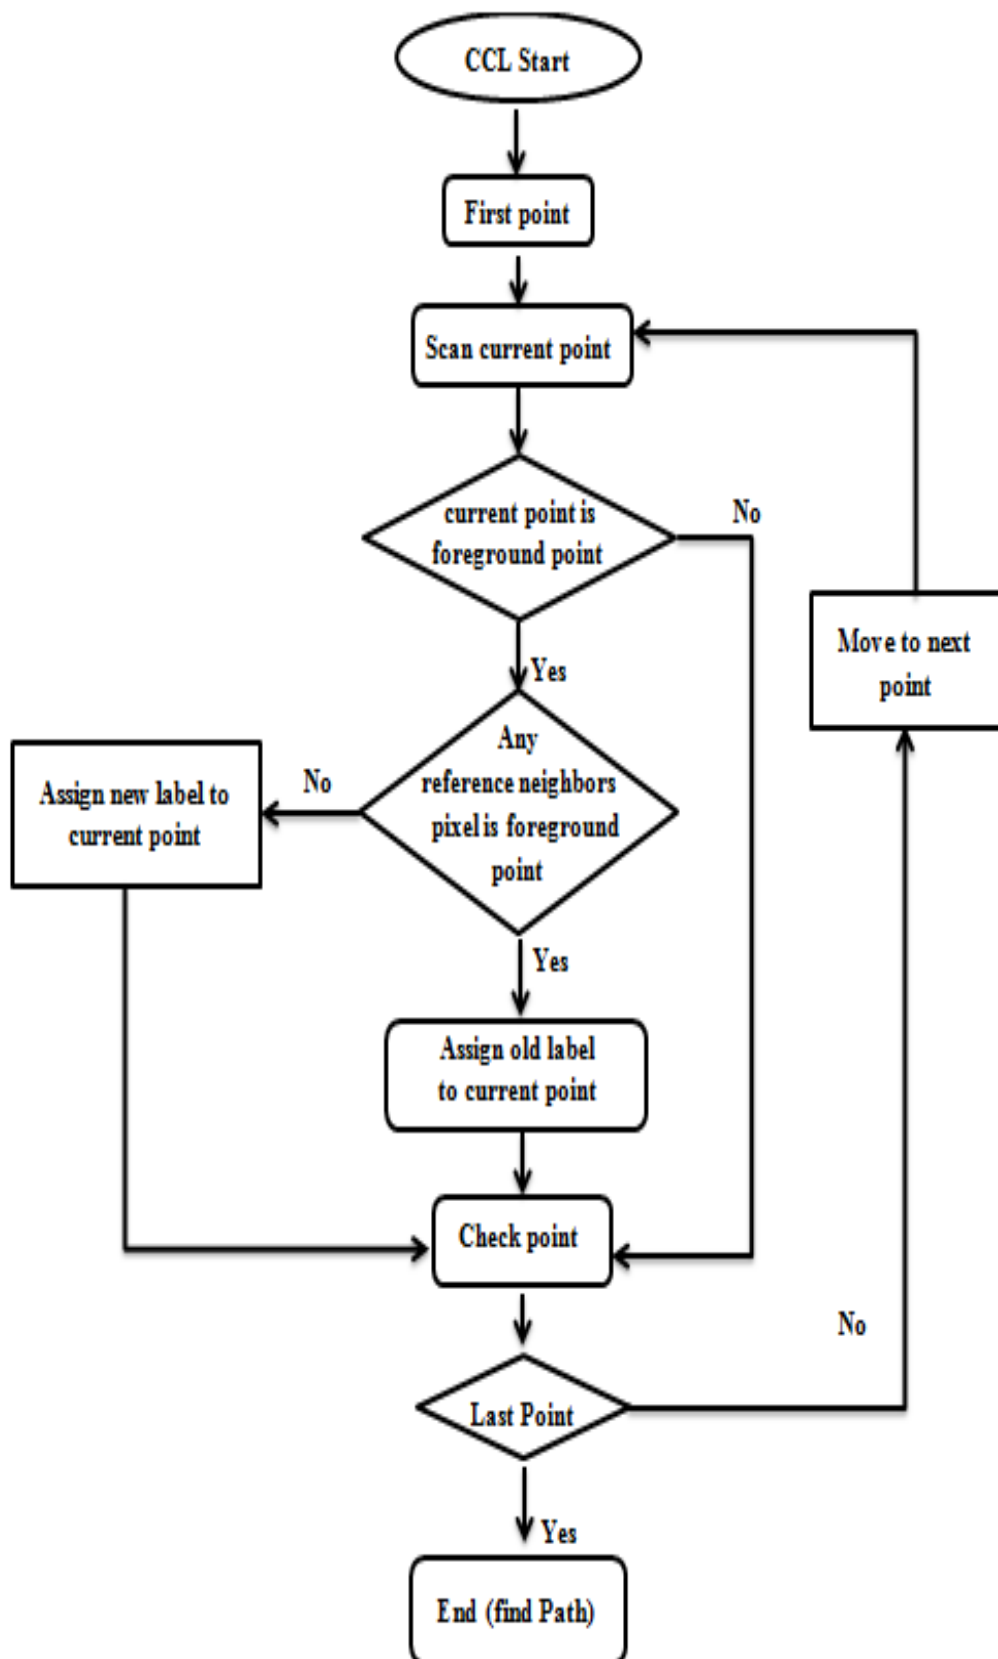 CCL Start
First point
Scan current point
current point is
foreground point
No
Yes
Move to next
point
Any
reference neighbors
pixel is foreground
point
No
Assign new label to
current point
Yes
Assign old label
to current point
Check point
No
Last Point
Yes
End (find Path)